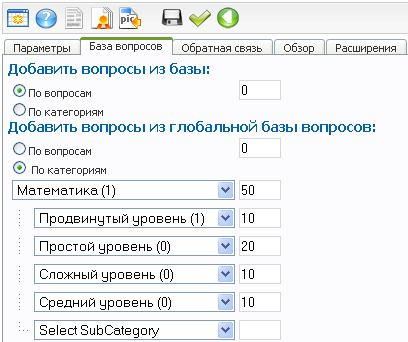 pic
Параметры База вопросов Обратная связь Обзор Расширения
Добавить вопросы из базы:
По вопросам 0
По категориям
Добавить вопросы из глобальной базы вопросов:
По вопросам 0
По категориям
Математика (1) 50
Продвинутый уровень (1) 10
Простой уровень (0) 20
Сложный уровень (0) 10
Средний уровень (0) 10
Select SubCategory